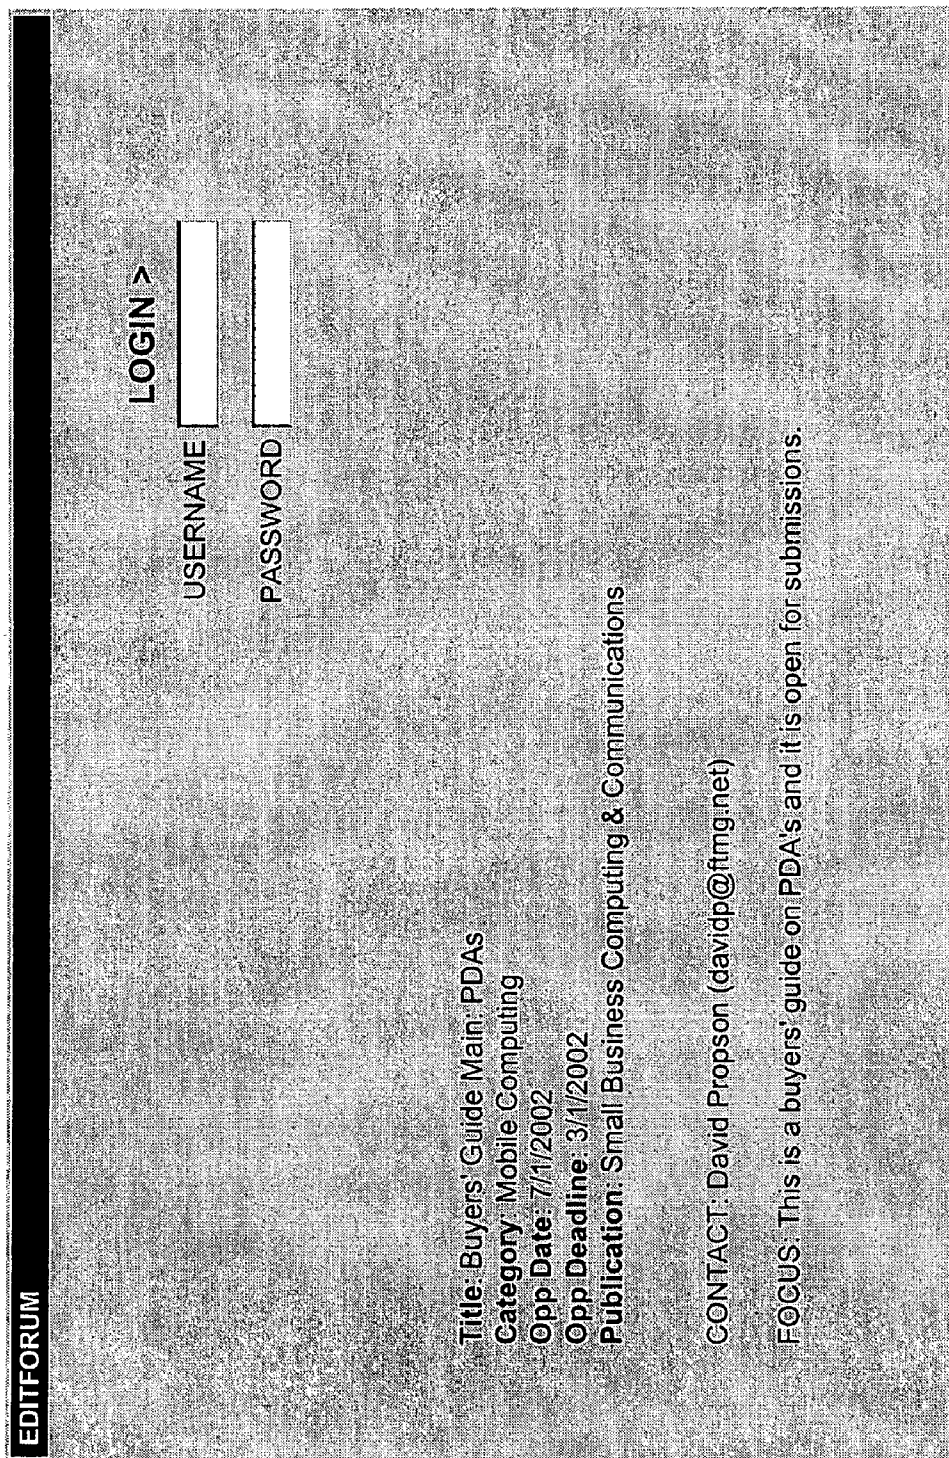 EDITFORUM
LOGIN >
USERNAME
PASSWORD
Title: Buyers' Guide Main: PDAs
Category: Mobile Computing
Opp Date: 7/1/2002
Opp Deadline: 3/1/2002
Publication: Small Business Computing & Communications
CONTACT: David Propson (davidp@ftmg.net)
FOCUS: This is a buyers' guide on PDA's and it is open for submissions.